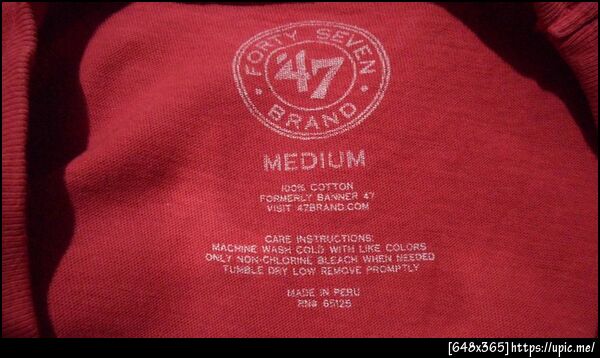 FORTY SEVEN
47
BRAND
MEDIUM
100% COTTON
FORMERLY BANNER 47
VISIT 47BRAND.COM
CARE INSTRUCTIONS:
MACHINE WASH COLD WITH LIKE COLORS
ONLY NON-CHLORINE BLEACH WHEN NEEDED
TUMBLE DRY LOW REMOVE PROMPTLY
MADE IN PERU
RN# 65125
[648x365]https://upic.me/